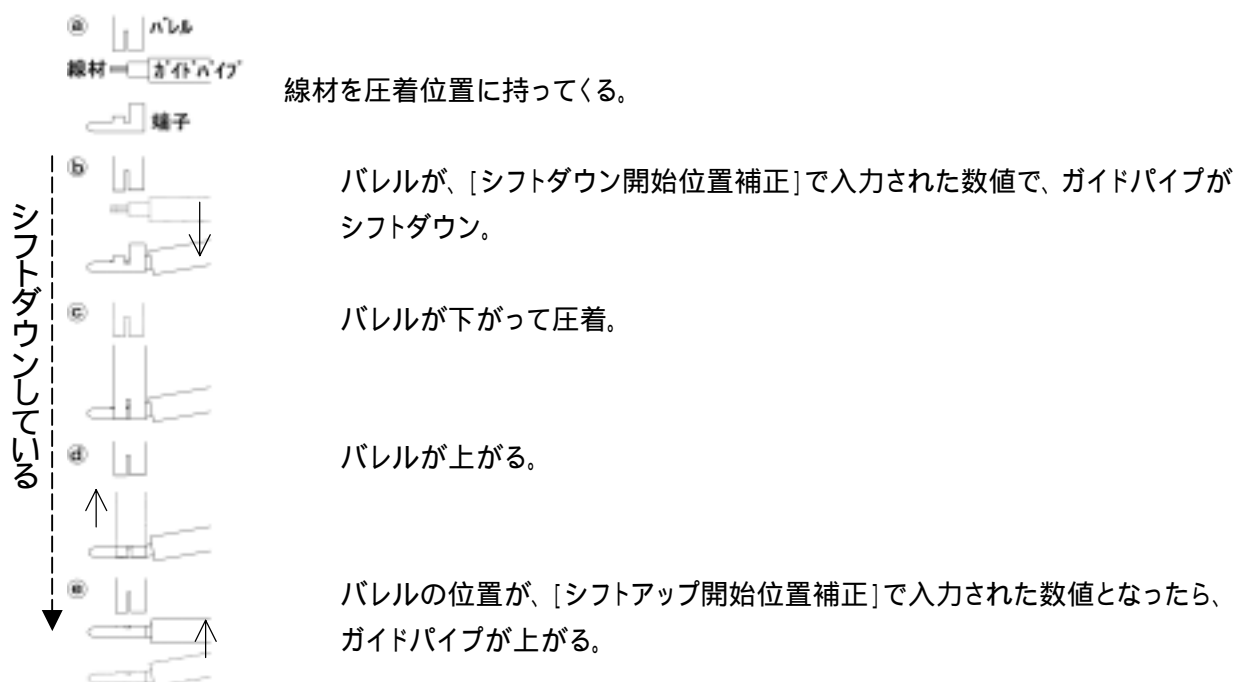 ⓐ バレル
線材 ガイドパイプ
線材を圧着位置に持ってくる。
端子
ⓑ
バレルが、[シフトダウン開始位置補正]で入力された数値で、ガイドパイプが
シフトダウン。
シフトダウンしている
ⓒ
バレルが下がって圧着。
ⓓ
バレルが上がる。
ⓔ
バレルの位置が、[シフトアップ開始位置補正]で入力された数値となったら、
ガイドパイプが上がる。